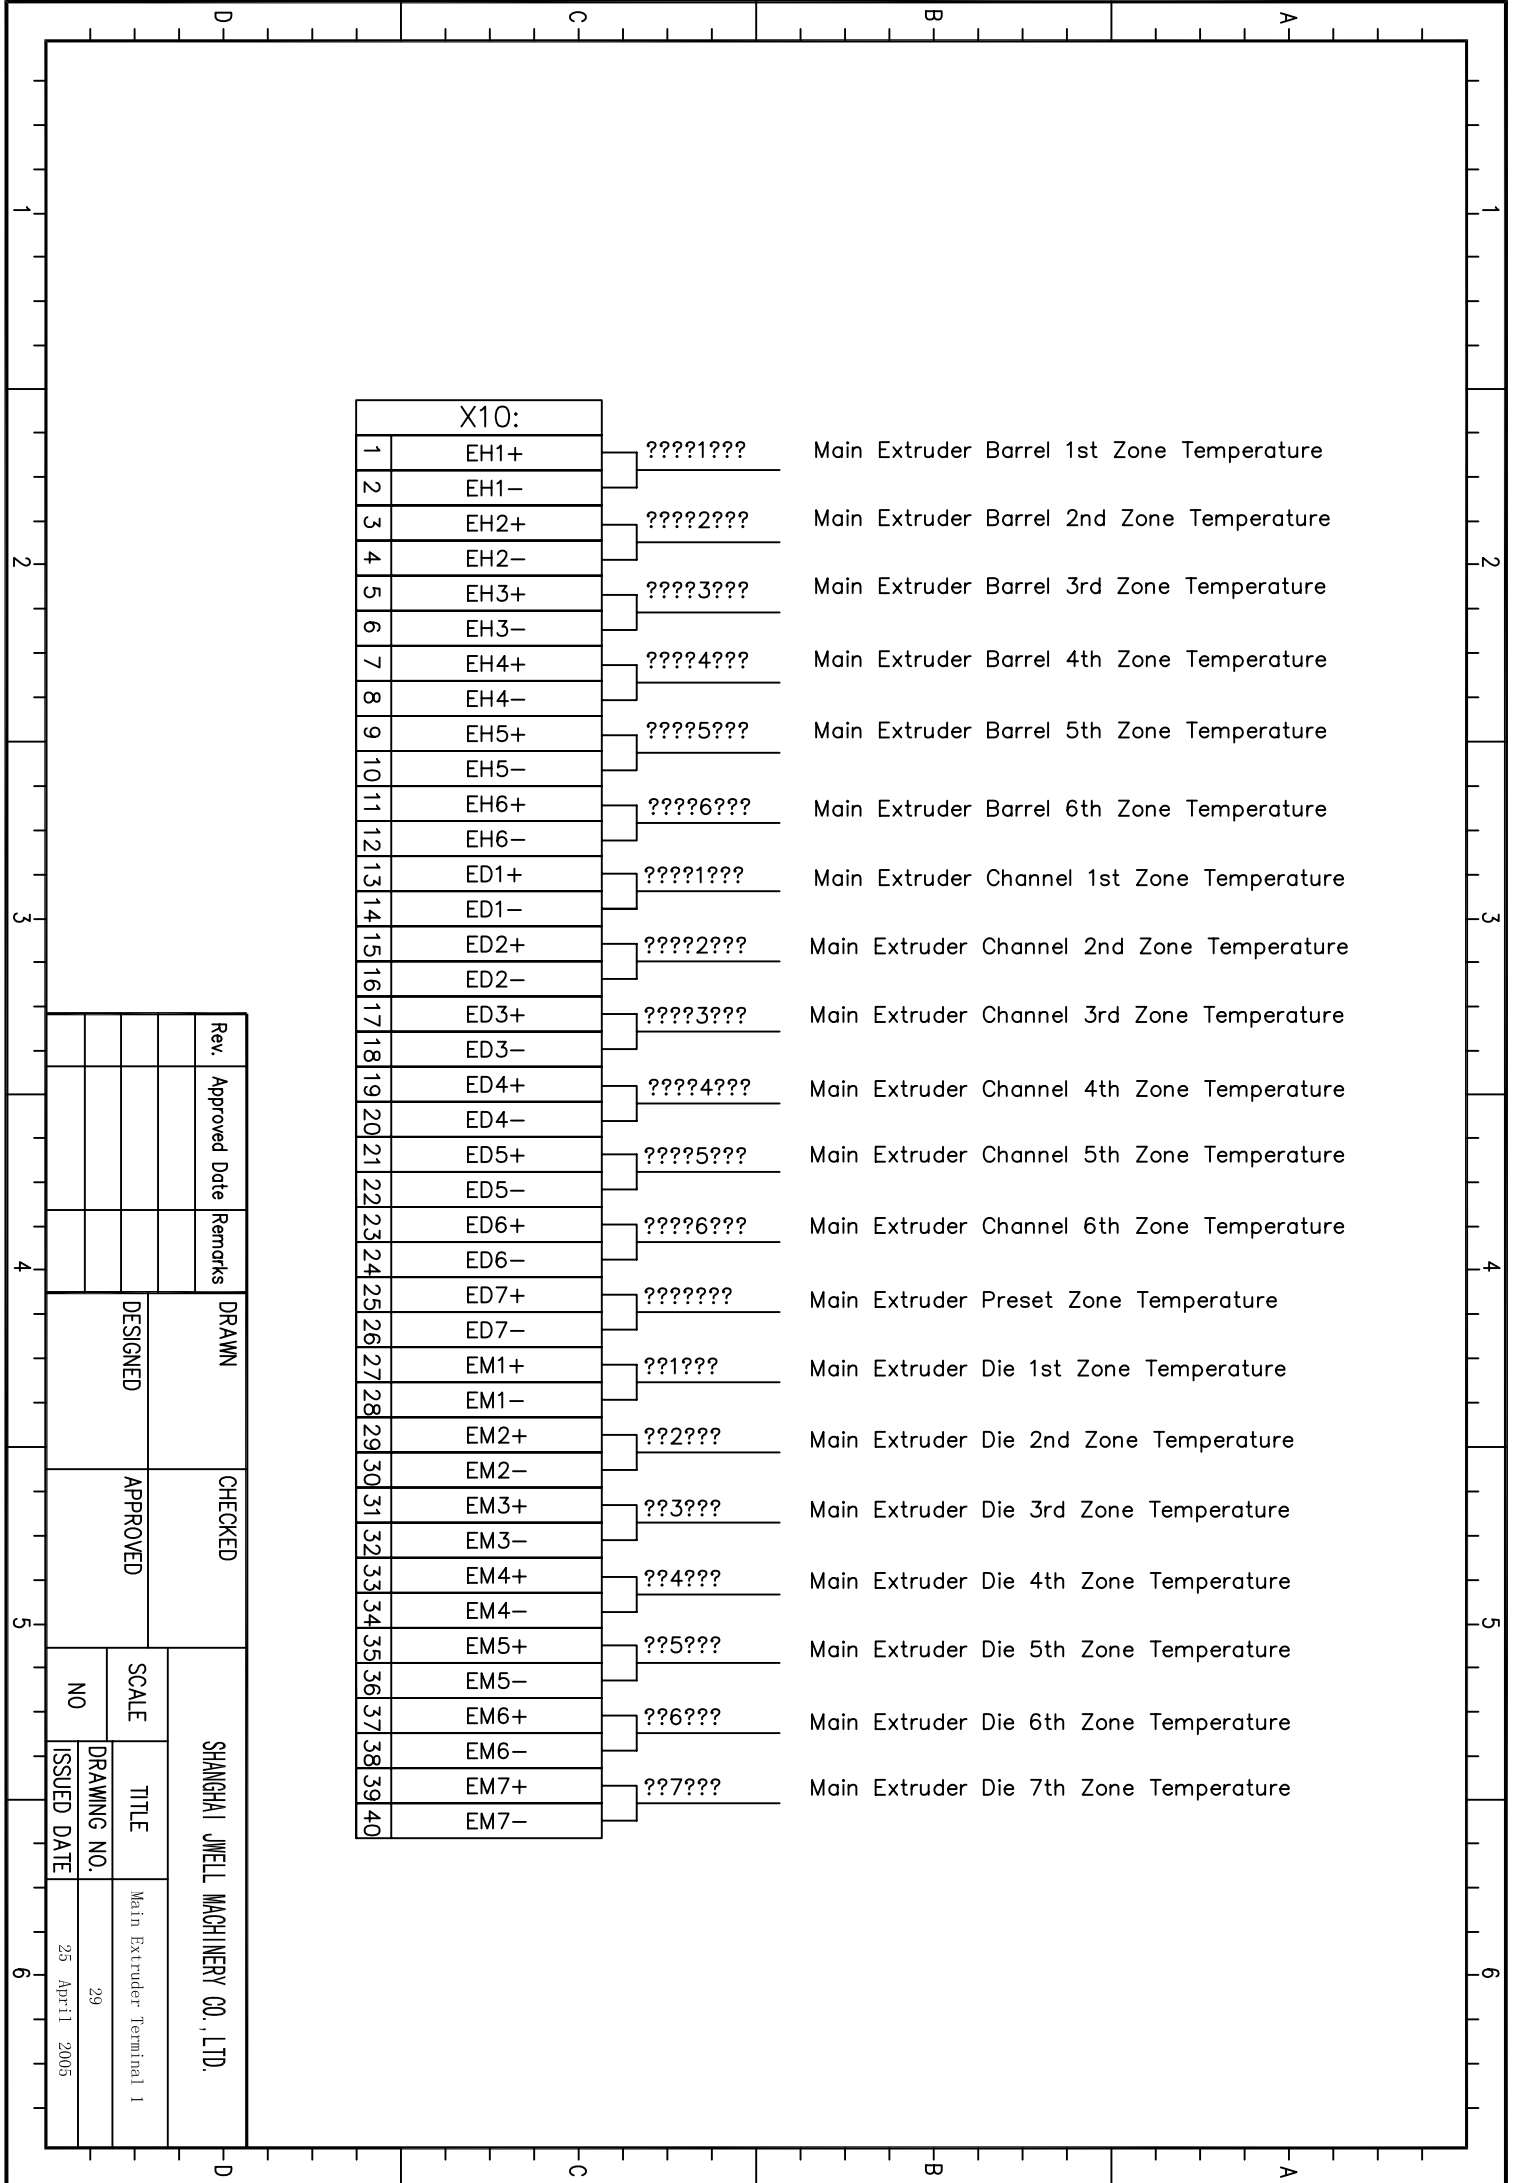 D C B A
1 1
2 2
3 3
4 4
5 5
6 6
D C B A
X10:
1 EH1+ ????1??? Main Extruder Barrel 1st Zone Temperature
2 EH1-
3 EH2+ ????2??? Main Extruder Barrel 2nd Zone Temperature
4 EH2-
5 EH3+ ????3??? Main Extruder Barrel 3rd Zone Temperature
6 EH3-
7 EH4+ ????4??? Main Extruder Barrel 4th Zone Temperature
8 EH4-
9 EH5+ ????5??? Main Extruder Barrel 5th Zone Temperature
10 EH5-
11 EH6+ ????6??? Main Extruder Barrel 6th Zone Temperature
12 EH6-
13 ED1+ ????1??? Main Extruder Channel 1st Zone Temperature
14 ED1-
15 ED2+ ????2??? Main Extruder Channel 2nd Zone Temperature
16 ED2-
17 ED3+ ????3??? Main Extruder Channel 3rd Zone Temperature
18 ED3-
19 ED4+ ????4??? Main Extruder Channel 4th Zone Temperature
20 ED4-
21 ED5+ ????5??? Main Extruder Channel 5th Zone Temperature
22 ED5-
23 ED6+ ????6??? Main Extruder Channel 6th Zone Temperature
24 ED6-
25 ED7+ ??????? Main Extruder Preset Zone Temperature
26 ED7-
27 EM1+ ??1??? Main Extruder Die 1st Zone Temperature
28 EM1-
29 EM2+ ??2??? Main Extruder Die 2nd Zone Temperature
30 EM2-
31 EM3+ ??3??? Main Extruder Die 3rd Zone Temperature
32 EM3-
33 EM4+ ??4??? Main Extruder Die 4th Zone Temperature
34 EM4-
35 EM5+ ??5??? Main Extruder Die 5th Zone Temperature
36 EM5-
37 EM6+ ??6??? Main Extruder Die 6th Zone Temperature
38 EM6-
39 EM7+ ??7??? Main Extruder Die 7th Zone Temperature
40 EM7-
Rev. Approved Date Remarks
DRAWN CHECKED
DESIGNED APPROVED
SHANGHAI JWELL MACHINERY CO.,LTD.
SCALE TITLE Main Extruder Terminal 1
NO DRAWING NO. 29
ISSUED DATE 25 April 2005